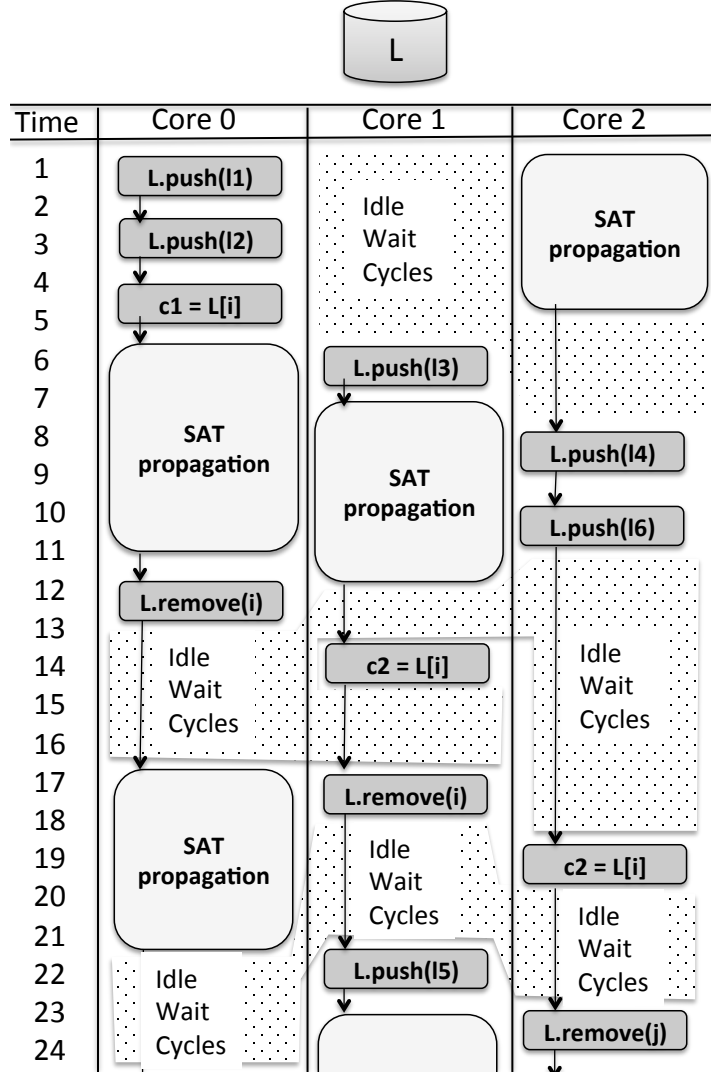 L
Time Core 0 Core 1 Core 2
1
L.push(l1)
2
Idle
Wait
Cycles
SAT
propagation
3
L.push(l2)
4
5
c1 = L[i]
6
L.push(l3)
7
8
SAT
propagation
L.push(l4)
9
SAT
propagation
10
L.push(l6)
11
12
L.remove(i)
13
14
Idle
Wait
Cycles
c2 = L[i]
Idle
Wait
Cycles
15
16
17
L.remove(i)
18
19
SAT
propagation
Idle
Wait
Cycles
c2 = L[i]
20
21
Idle
Wait
Cycles
22
Idle
Wait
Cycles
L.push(l5)
23
L.remove(j)
24